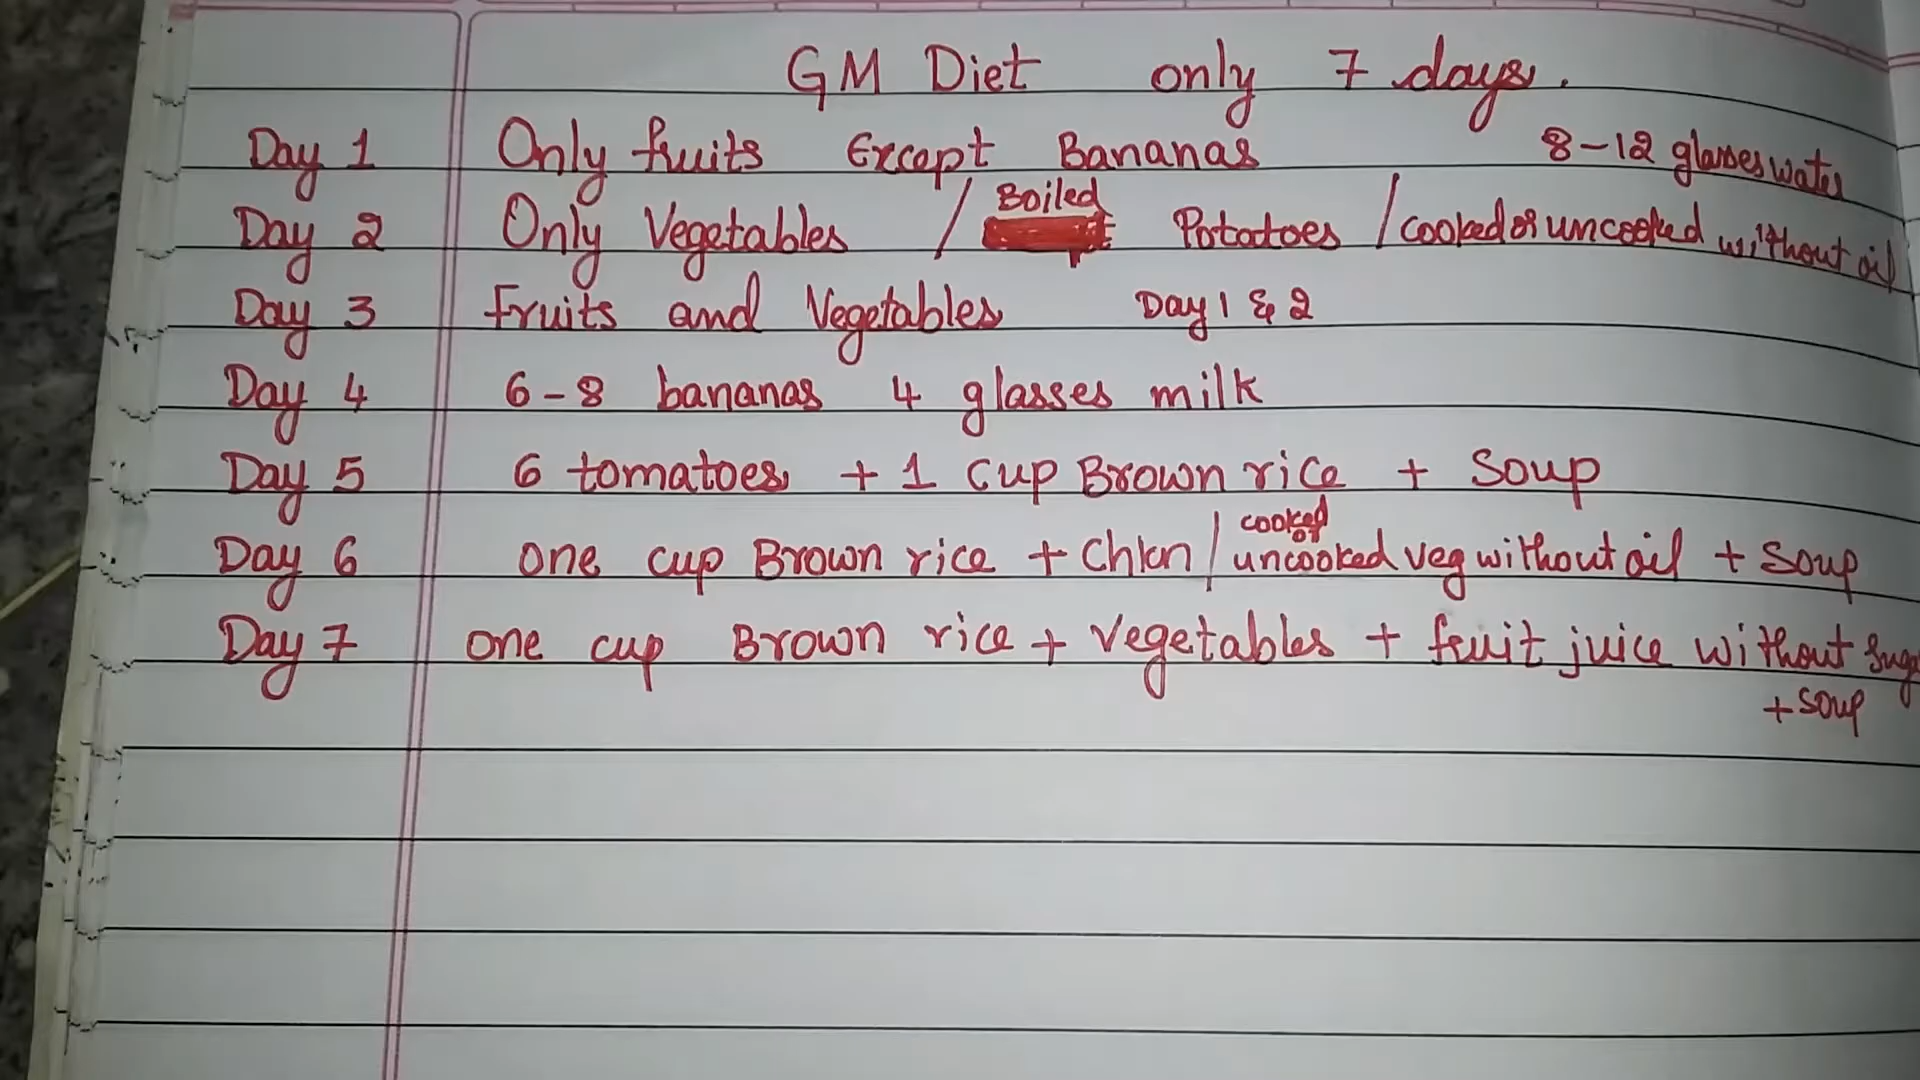 GM Diet only 7 days.
Day 1 Only fruits Except Bananas 8-12 glasses water
Day 2 Only Vegetables / Boiled Potatoes / cooked or uncooked without oil
Day 3 Fruits and Vegetables Day 1 & 2
Day 4 6-8 bananas 4 glasses milk
Day 5 6 tomatoes + 1 cup Brown rice + Soup
Day 6 one cup Brown rice + Chkn / cooked or uncooked veg without oil + Soup
Day 7 one cup Brown rice + vegetables + fruit juice without Suga
+ Soup